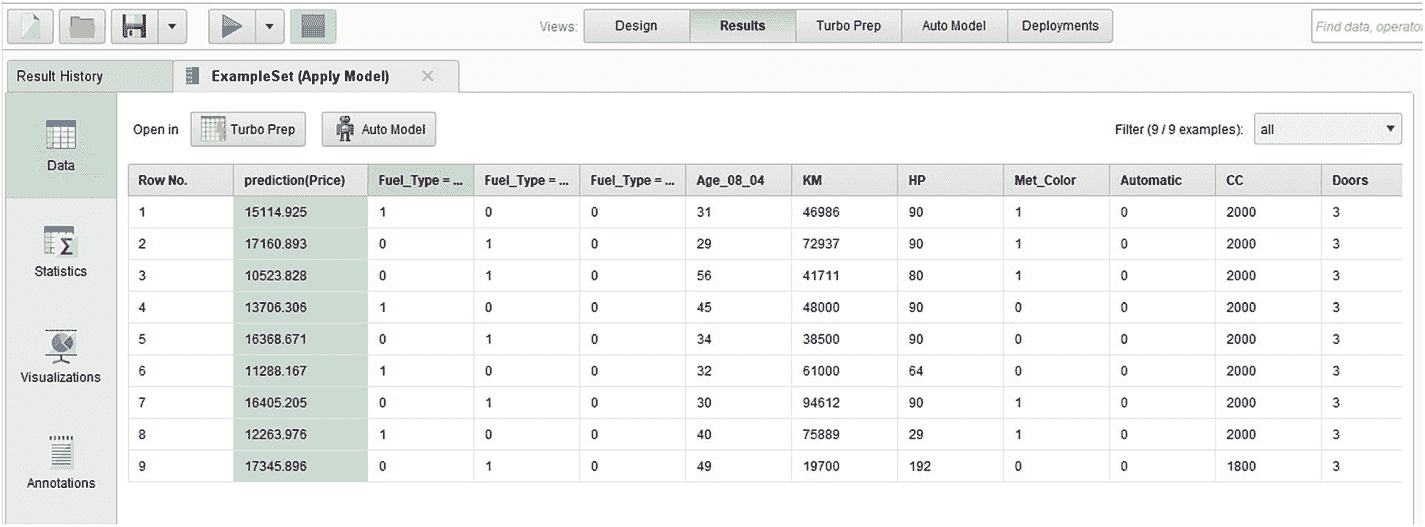 Views: Design Results Turbo Prep Auto Model Deployments Find data, operato
Result History ExampleSet (Apply Model)
Open in Turbo Prep Auto Model Filter (9 / 9 examples): all
Data
Statistics
Visualizations
Annotations
Row No. prediction(Price) Fuel_Type = ... Fuel_Type = ... Fuel_Type = ... Age_08_04 KM HP Met_Color Automatic CC Doors
1 15114.925 1 0 0 31 46986 90 1 0 2000 3
2 17160.893 0 1 0 29 72937 90 1 0 2000 3
3 10523.828 0 1 0 56 41711 80 1 0 2000 3
4 13706.306 1 0 0 45 48000 90 0 0 2000 3
5 16368.671 0 1 0 34 38500 90 0 0 2000 3
6 11288.167 1 0 0 32 61000 64 0 0 2000 3
7 16405.205 0 1 0 30 94612 90 1 0 2000 3
8 12263.976 1 0 0 40 75889 29 1 0 2000 3
9 17345.896 0 1 0 49 19700 192 0 0 1800 3